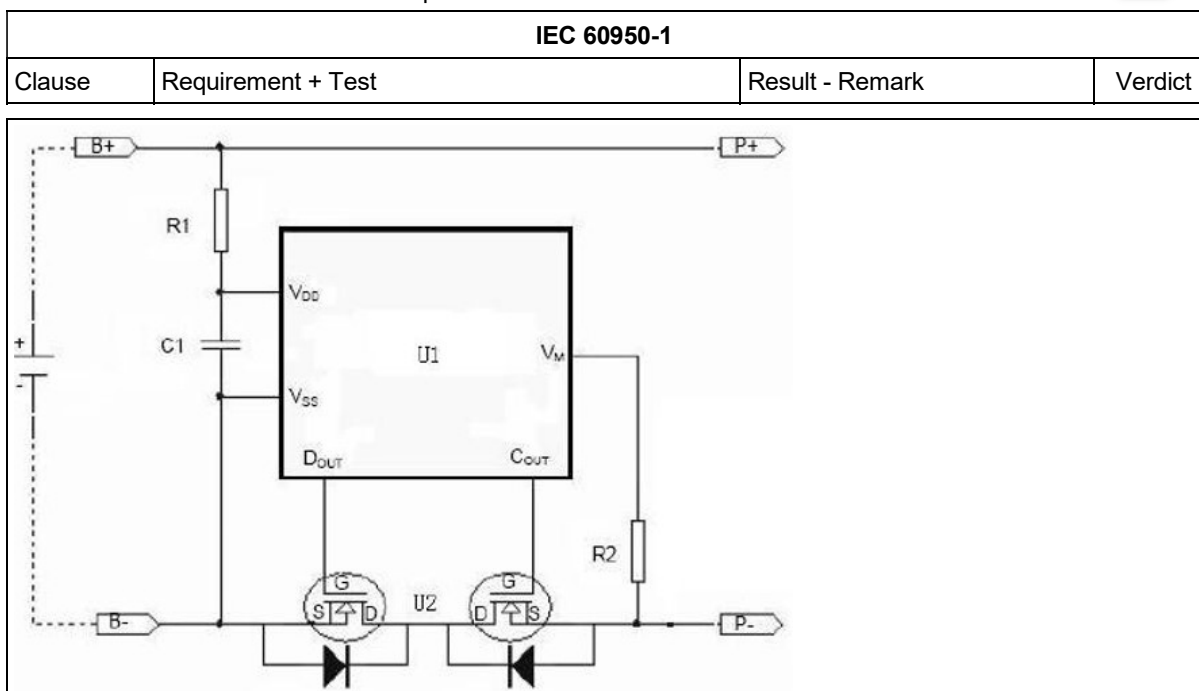 IEC 60950-1
Clause Requirement + Test Result - Remark Verdict
B+ P+
R1
VDD
+
C1 U1 VM
-
VSS
DOUT COUT
R2
G G
S D U2 D S
B- P-